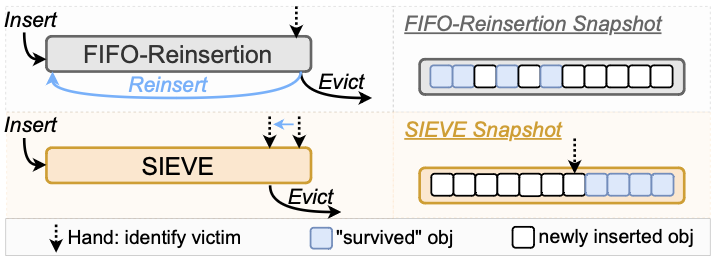 Insert
FIFO-Reinsertion
Reinsert
Evict
FIFO-Reinsertion Snapshot
Insert
SIEVE
Evict
SIEVE Snapshot
Hand: identify victim
"survived" obj
newly inserted obj